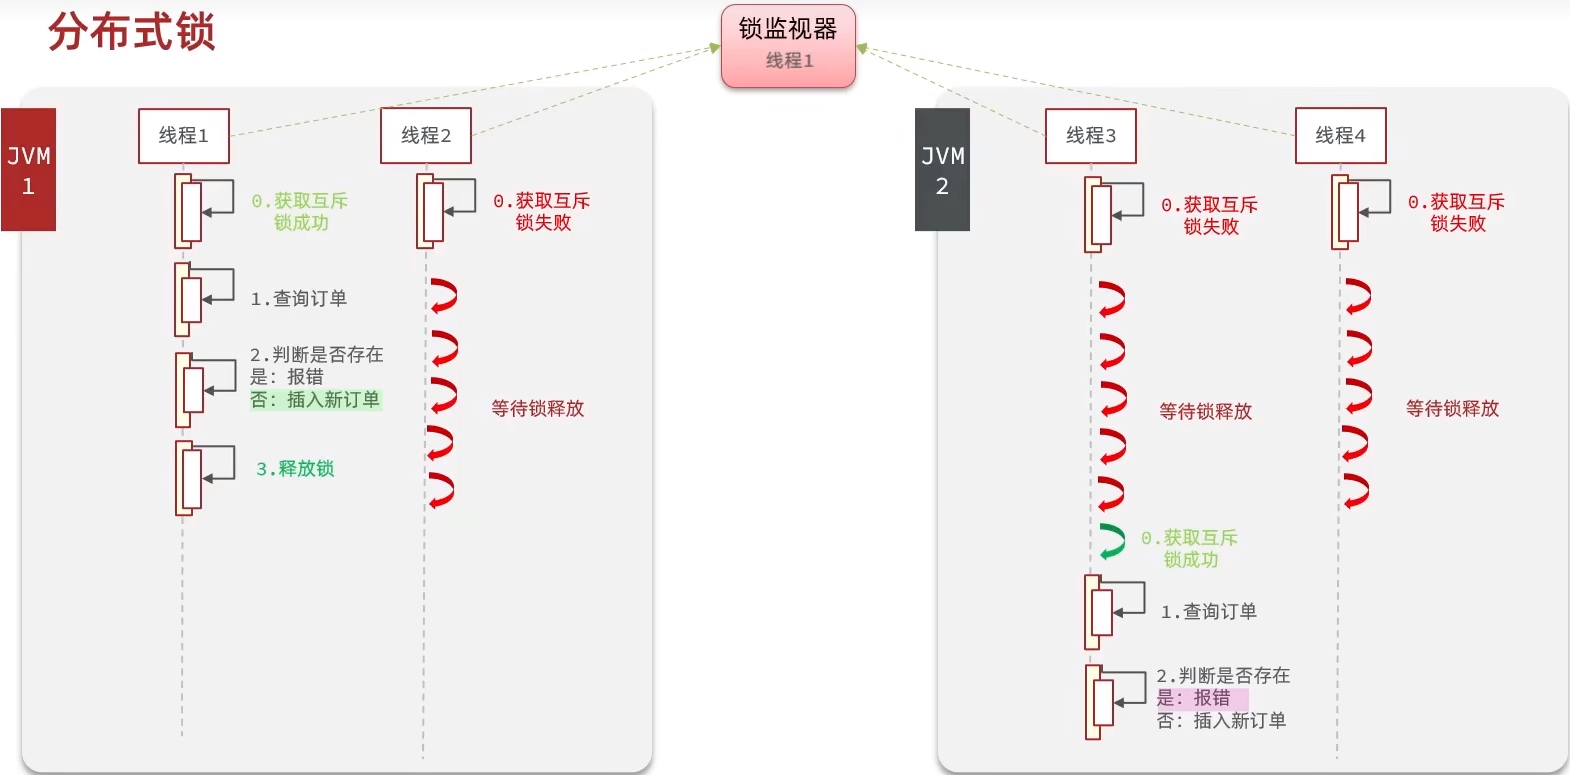 分布式锁
锁监视器
线程1
JVM
1
线程1
线程2
0.获取互斥
锁成功
0.获取互斥
锁失败
1.查询订单
2.判断是否存在
是：报错
否：插入新订单
等待锁释放
3.释放锁
JVM
2
线程3
线程4
0.获取互斥
锁失败
0.获取互斥
锁失败
等待锁释放
等待锁释放
0.获取互斥
锁成功
1.查询订单
2.判断是否存在
是：报错
否：插入新订单